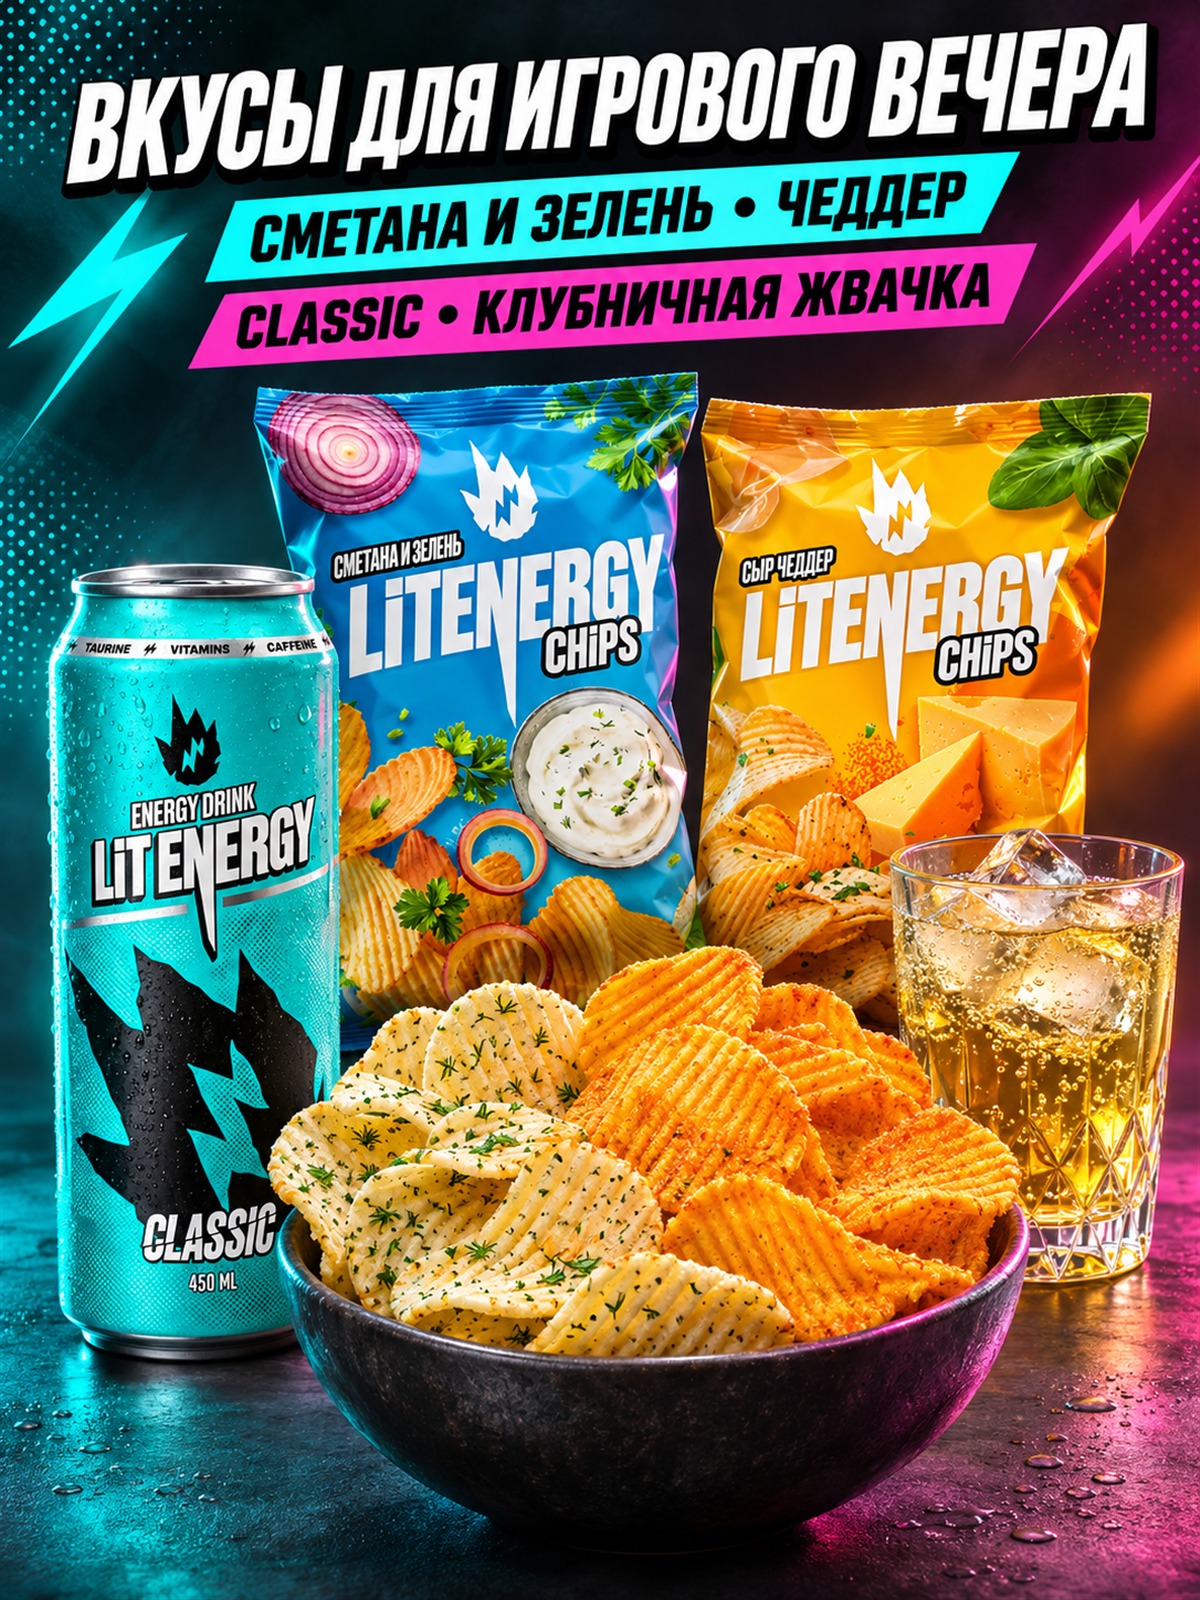 ВКУСЫ ДЛЯ ИГРОВОГО ВЕЧЕРА
СМЕТАНА И ЗЕЛЕНЬ • ЧЕДДЕР
CLASSIC • КЛУБНИЧНАЯ ЖВАЧКА
СМЕТАНА И ЗЕЛЕНЬ
LiTENERGY
CHiPS
СЫР ЧЕДДЕР
LiTENERGY
CHiPS
TAURINE VITAMINS CAFFEINE
ENERGY DRINK
LiT ENERGY
CLASSIC
450 ML